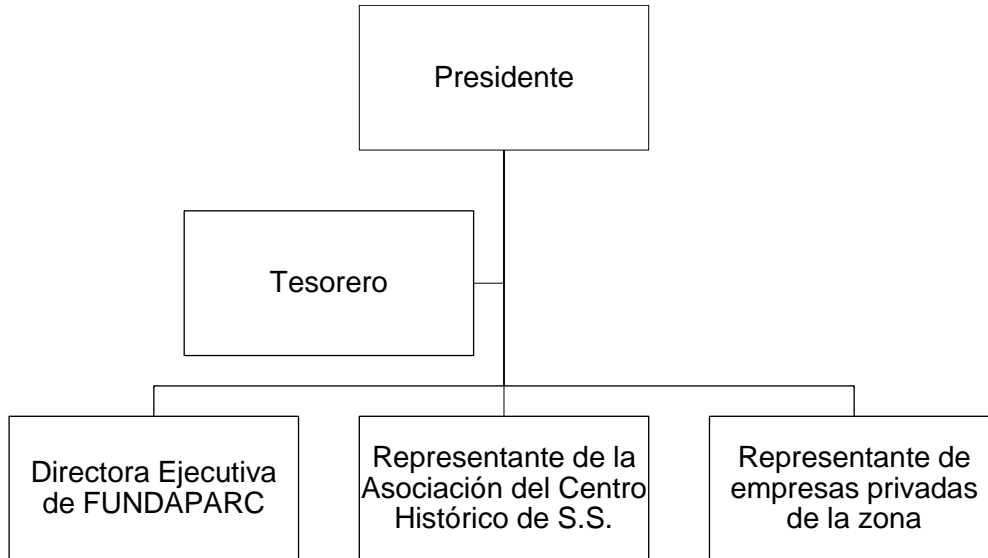 Presidente
Tesorero
Directora Ejecutiva
de FUNDAPARC
Representante de la
Asociación del Centro
Histórico de S.S.
Representante de
empresas privadas
de la zona